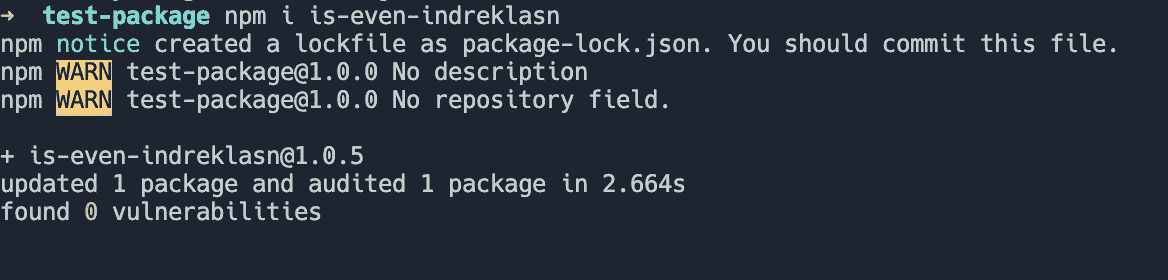 → test-package npm i is-even-indreklasn
npm notice created a lockfile as package-lock.json. You should commit this file.
npm WARN test-package@1.0.0 No description
npm WARN test-package@1.0.0 No repository field.
+ is-even-indreklasn@1.0.5
updated 1 package and audited 1 package in 2.664s
found 0 vulnerabilities